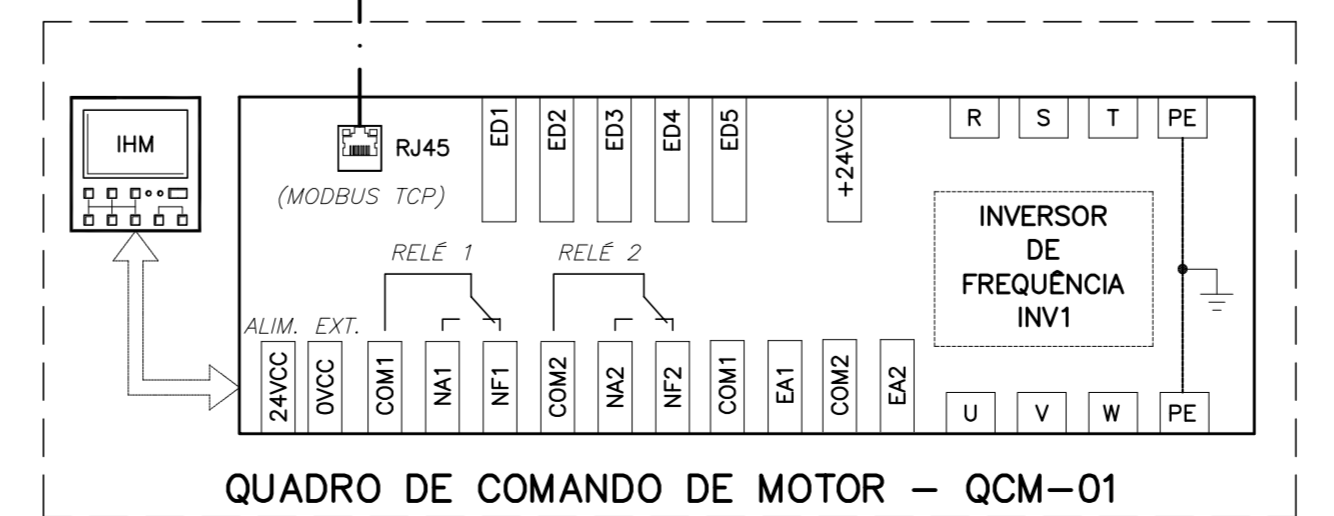 IHM
RJ45
(MODBUS TCP)
ED1
ED2
ED3
ED4
ED5
+24VCC
R
S
T
PE
INVERSOR
DE
FREQUÊNCIA
INV1
RELÉ 1
RELÉ 2
ALIM. EXT.
24VCC
0VCC
COM1
NA1
NF1
COM2
NA2
NF2
COM1
EA1
COM2
EA2
U
V
W
PE
QUADRO DE COMANDO DE MOTOR – QCM–01